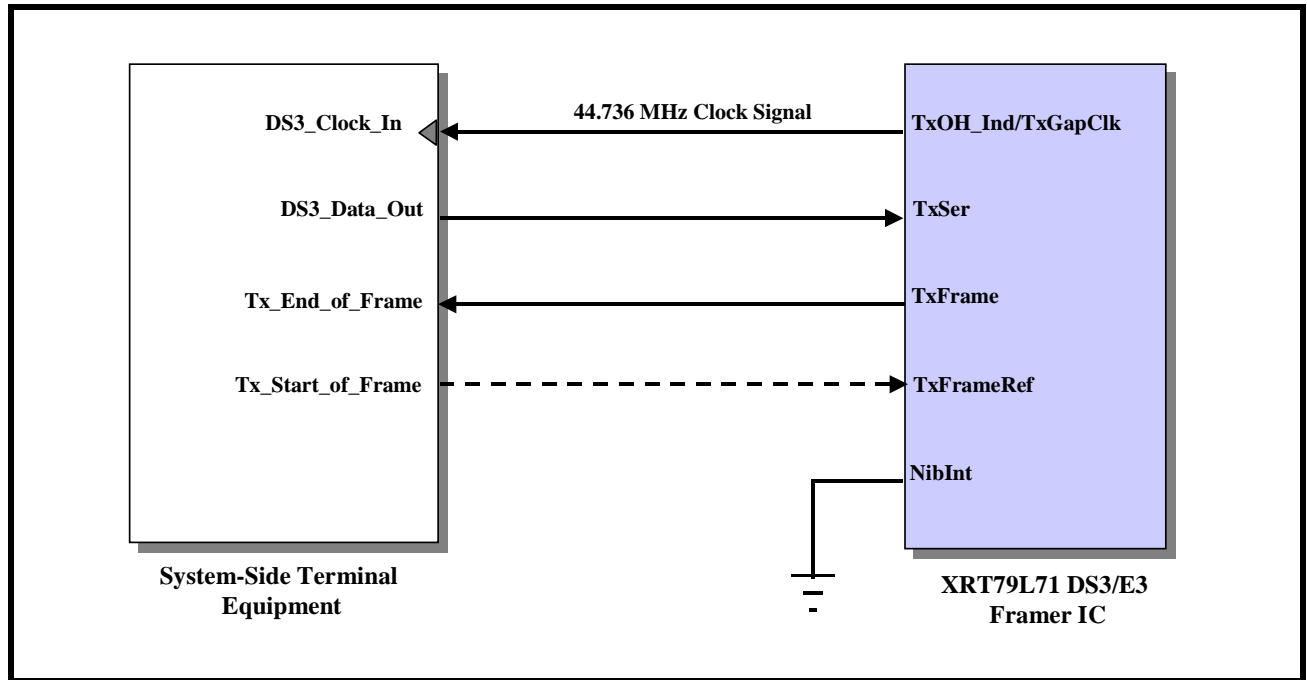 44.736 MHz Clock Signal
DS3_Clock_In
TxOH_Ind/TxGapClk
DS3_Data_Out
TxSer
Tx_End_of_Frame
TxFrame
Tx_Start_of_Frame
TxFrameRef
NibInt
System-Side Terminal
Equipment
XRT79L71 DS3/E3
Framer IC